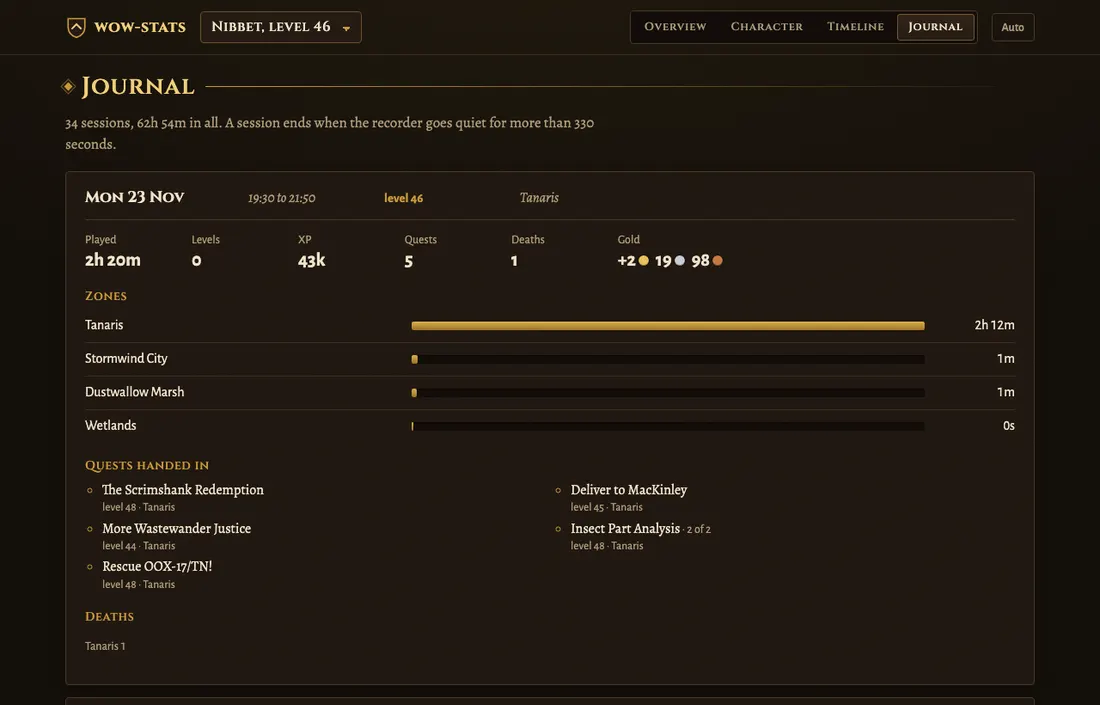 WOW-STATS
NIBBET, LEVEL 46
OVERVIEW
CHARACTER
TIMELINE
JOURNAL
Auto
JOURNAL
34 sessions, 62h 54m in all. A session ends when the recorder goes quiet for more than 330
seconds.
MON 23 NOV
19:30 to 21:50
level 46
Tanaris
Played
Levels
XP
Quests
Deaths
Gold
2h 20m
0
43k
5
1
+2 19 98
ZONES
Tanaris
2h 12m
Stormwind City
1m
Dustwallow Marsh
1m
Wetlands
0s
QUESTS HANDED IN
The Scrimshank Redemption
level 48 · Tanaris
Deliver to MacKinley
level 45 · Tanaris
More Wastewander Justice
level 44 · Tanaris
Insect Part Analysis · 2 of 2
level 48 · Tanaris
Rescue OOX-17/TN!
level 48 · Tanaris
DEATHS
Tanaris 1